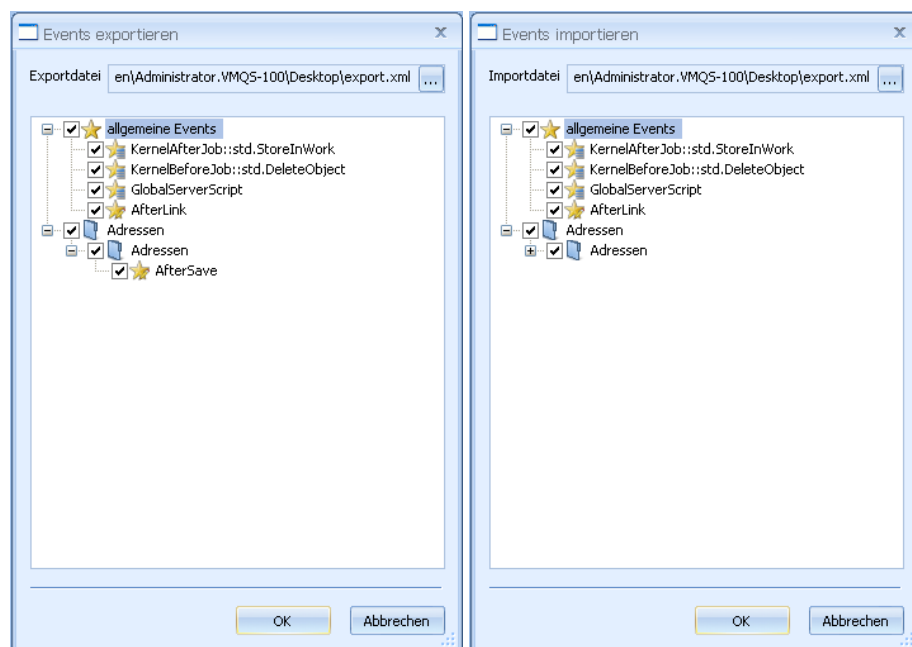 Events exportieren
Exportdatei en\Administrator.VMQS-100\Desktop\export.xml ...
allgemeine Events
KernelAfterJob::std.StoreInWork
KernelBeforeJob::std.DeleteObject
GlobalServerScript
AfterLink
Adressen
Adressen
AfterSave
OK Abbrechen
Events importieren
Importdatei en\Administrator.VMQS-100\Desktop\export.xml ...
allgemeine Events
KernelAfterJob::std.StoreInWork
KernelBeforeJob::std.DeleteObject
GlobalServerScript
AfterLink
Adressen
Adressen
OK Abbrechen